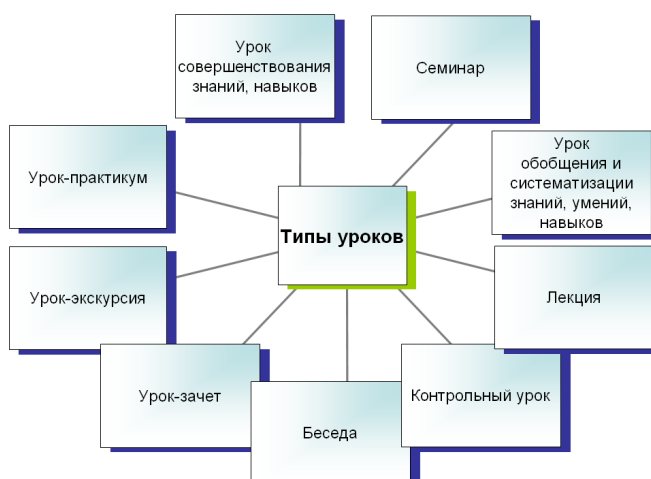 Урок
совершенствования
знаний, навыков
Семинар
Урок
обобщения и
систематизации
знаний, умений,
навыков
Урок-практикум
Типы уроков
Урок-экскурсия
Лекция
Урок-зачет
Контрольный урок
Беседа